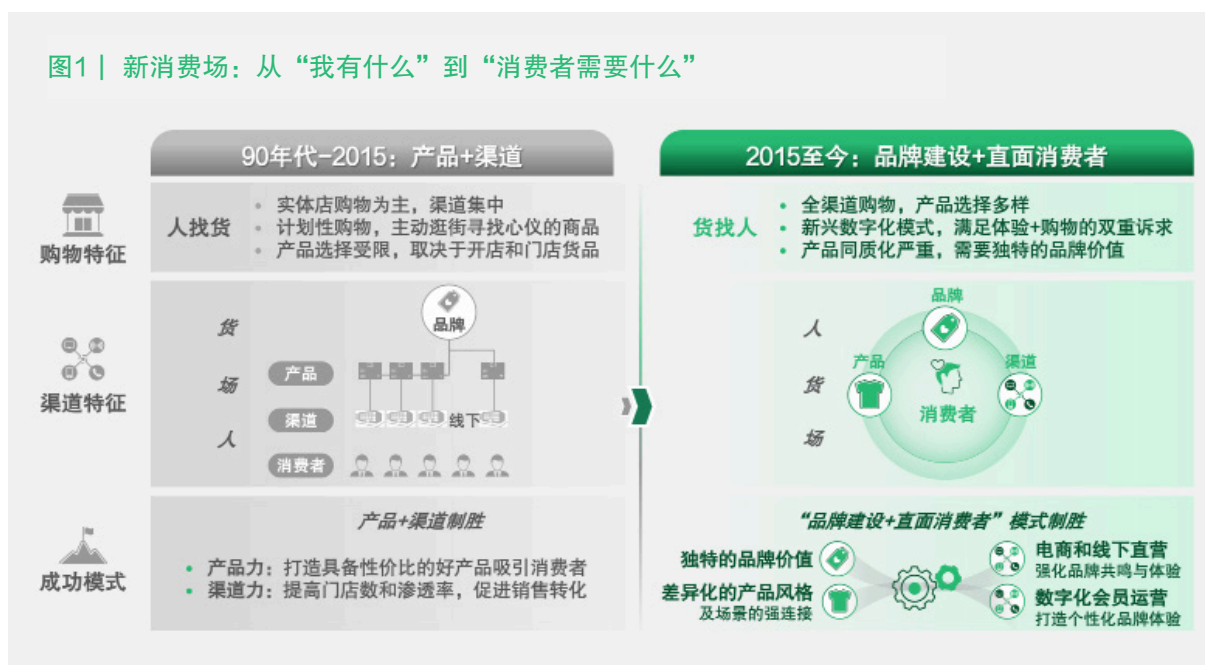 图1 | 新消费场：从“我有什么”到“消费者需要什么”
90年代-2015：产品+渠道
2015至今：品牌建设+直面消费者
购物特征
人找货
• 实体店购物为主，渠道集中
• 计划性购物，主动逛街寻找心仪的商品
• 产品选择受限，取决于开店和门店货品
货找人
• 全渠道购物，产品选择多样
• 新兴数字化模式，满足体验+购物的双重诉求
• 产品同质化严重，需要独特的品牌价值
渠道特征
货
场
人
品牌
产品
渠道
线下
消费者
人
货
场
品牌
产品
渠道
消费者
成功模式
产品+渠道制胜
• 产品力：打造具备性价比的好产品吸引消费者
• 渠道力：提高门店数和渗透率，促进销售转化
“品牌建设+直面消费者”模式制胜
独特的品牌价值
差异化的产品风格
及场景的强连接
电商和线下直营
强化品牌共鸣与体验
数字化会员运营
打造个性化品牌体验